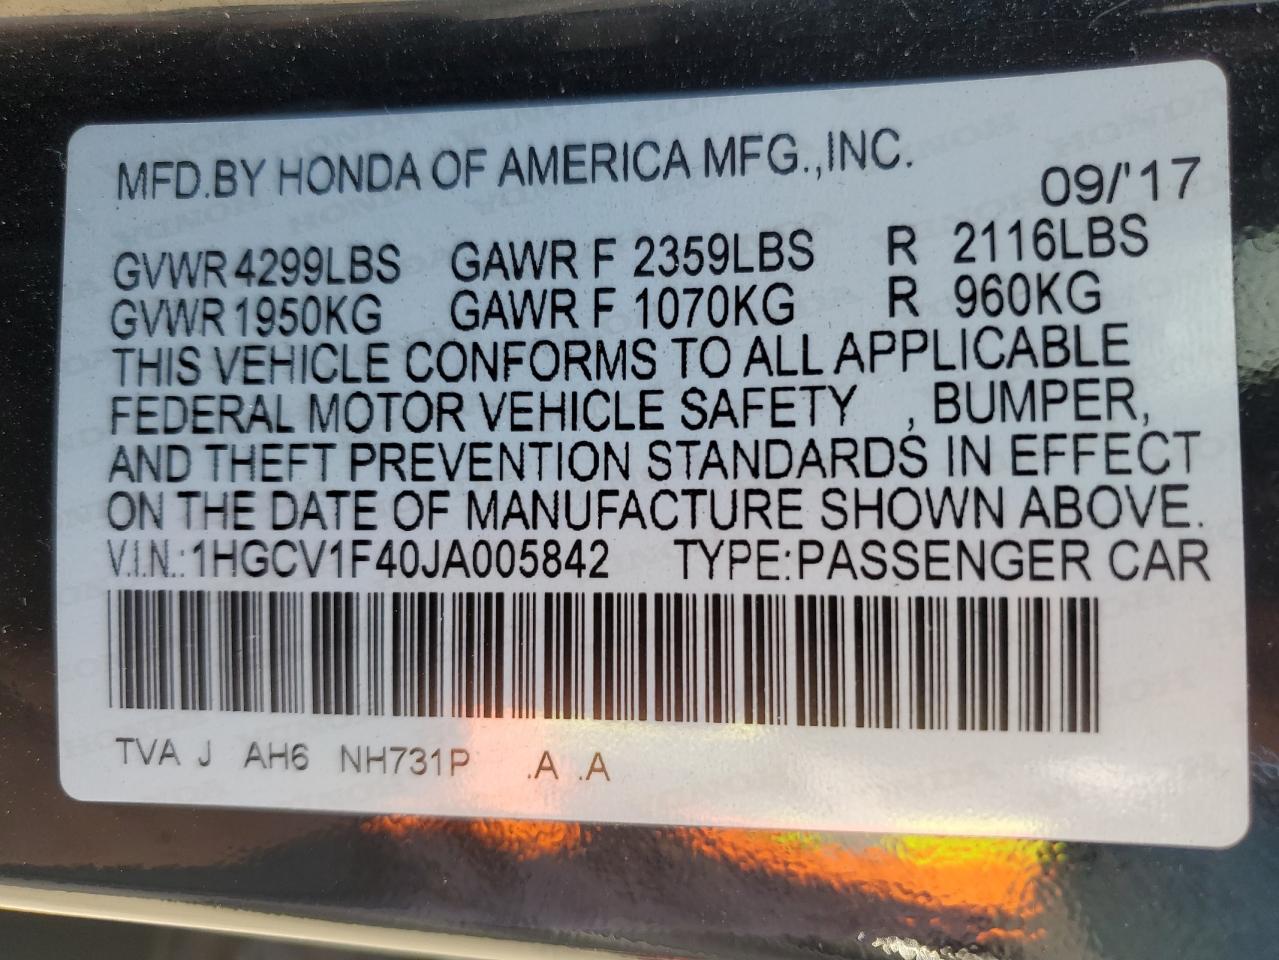 MFD.BY HONDA OF AMERICA MFG.,INC.
09/'17
GVWR 4299LBS GAWR F 2359LBS R 2116LBS
GVWR 1950KG GAWR F 1070KG R 960KG
THIS VEHICLE CONFORMS TO ALL APPLICABLE
FEDERAL MOTOR VEHICLE SAFETY , BUMPER,
AND THEFT PREVENTION STANDARDS IN EFFECT
ON THE DATE OF MANUFACTURE SHOWN ABOVE.
V.I.N.:1HGCV1F40JA005842 TYPE:PASSENGER CAR
TVA J AH6 NH731P .A .A